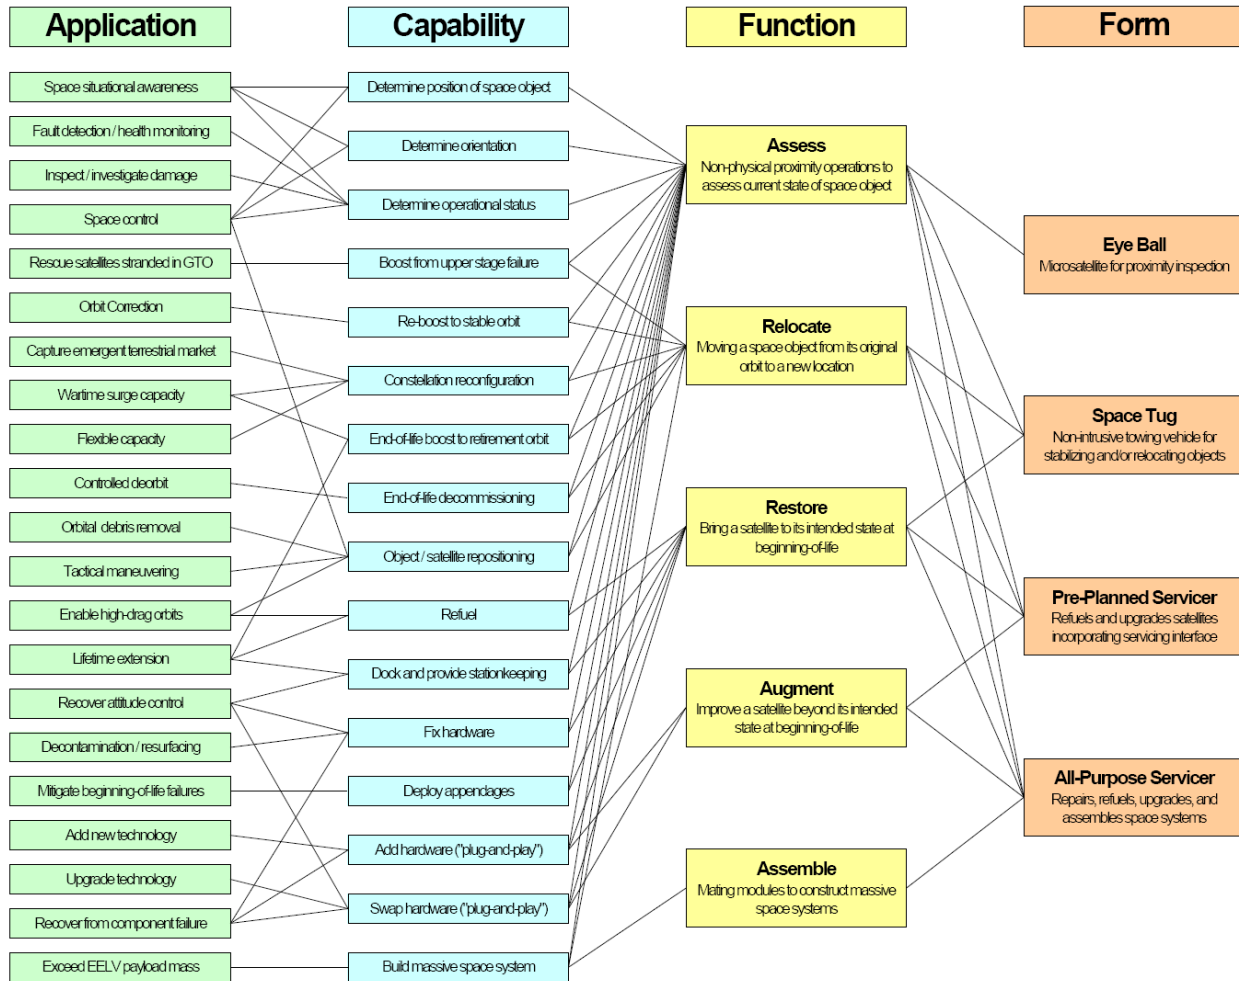 Application
Capability
Function
Form
Space situational awareness
Fault detection / health monitoring
Inspect / investigate damage
Space control
Rescue satellites stranded in GTO
Orbit Correction
Capture emergent terrestrial market
Wartime surge capacity
Flexible capacity
Controlled deorbit
Orbital debris removal
Tactical maneuvering
Enable high-drag orbits
Lifetime extension
Recover attitude control
Decontamination / resurfacing
Mitigate beginning-of-life failures
Add new technology
Upgrade technology
Recover from component failure
Exceed EELV payload mass
Determine position of space object
Determine orientation
Determine operational status
Boost from upper stage failure
Re-boost to stable orbit
Constellation reconfiguration
End-of-life boost to retirement orbit
End-of-life decommissioning
Object / satellite repositioning
Refuel
Dock and provide stationkeeping
Fix hardware
Deploy appendages
Add hardware ("plug-and-play")
Swap hardware ("plug-and-play")
Build massive space system
Assess
Non-physical proximity operations to
assess current state of space object
Relocate
Moving a space object from its original
orbit to a new location
Restore
Bring a satellite to its intended state at
beginning-of-life
Augment
Improve a satellite beyond its intended
state at beginning-of-life
Assemble
Mating modules to construct massive
space systems
Eye Ball
Microsatellite for proximity inspection
Space Tug
Non-intrusive towing vehicle for
stabilizing and/or relocating objects
Pre-Planned Servicer
Refuels and upgrades satellites
incorporating servicing interface
All-Purpose Servicer
Repairs, refuels, upgrades, and
assembles space systems